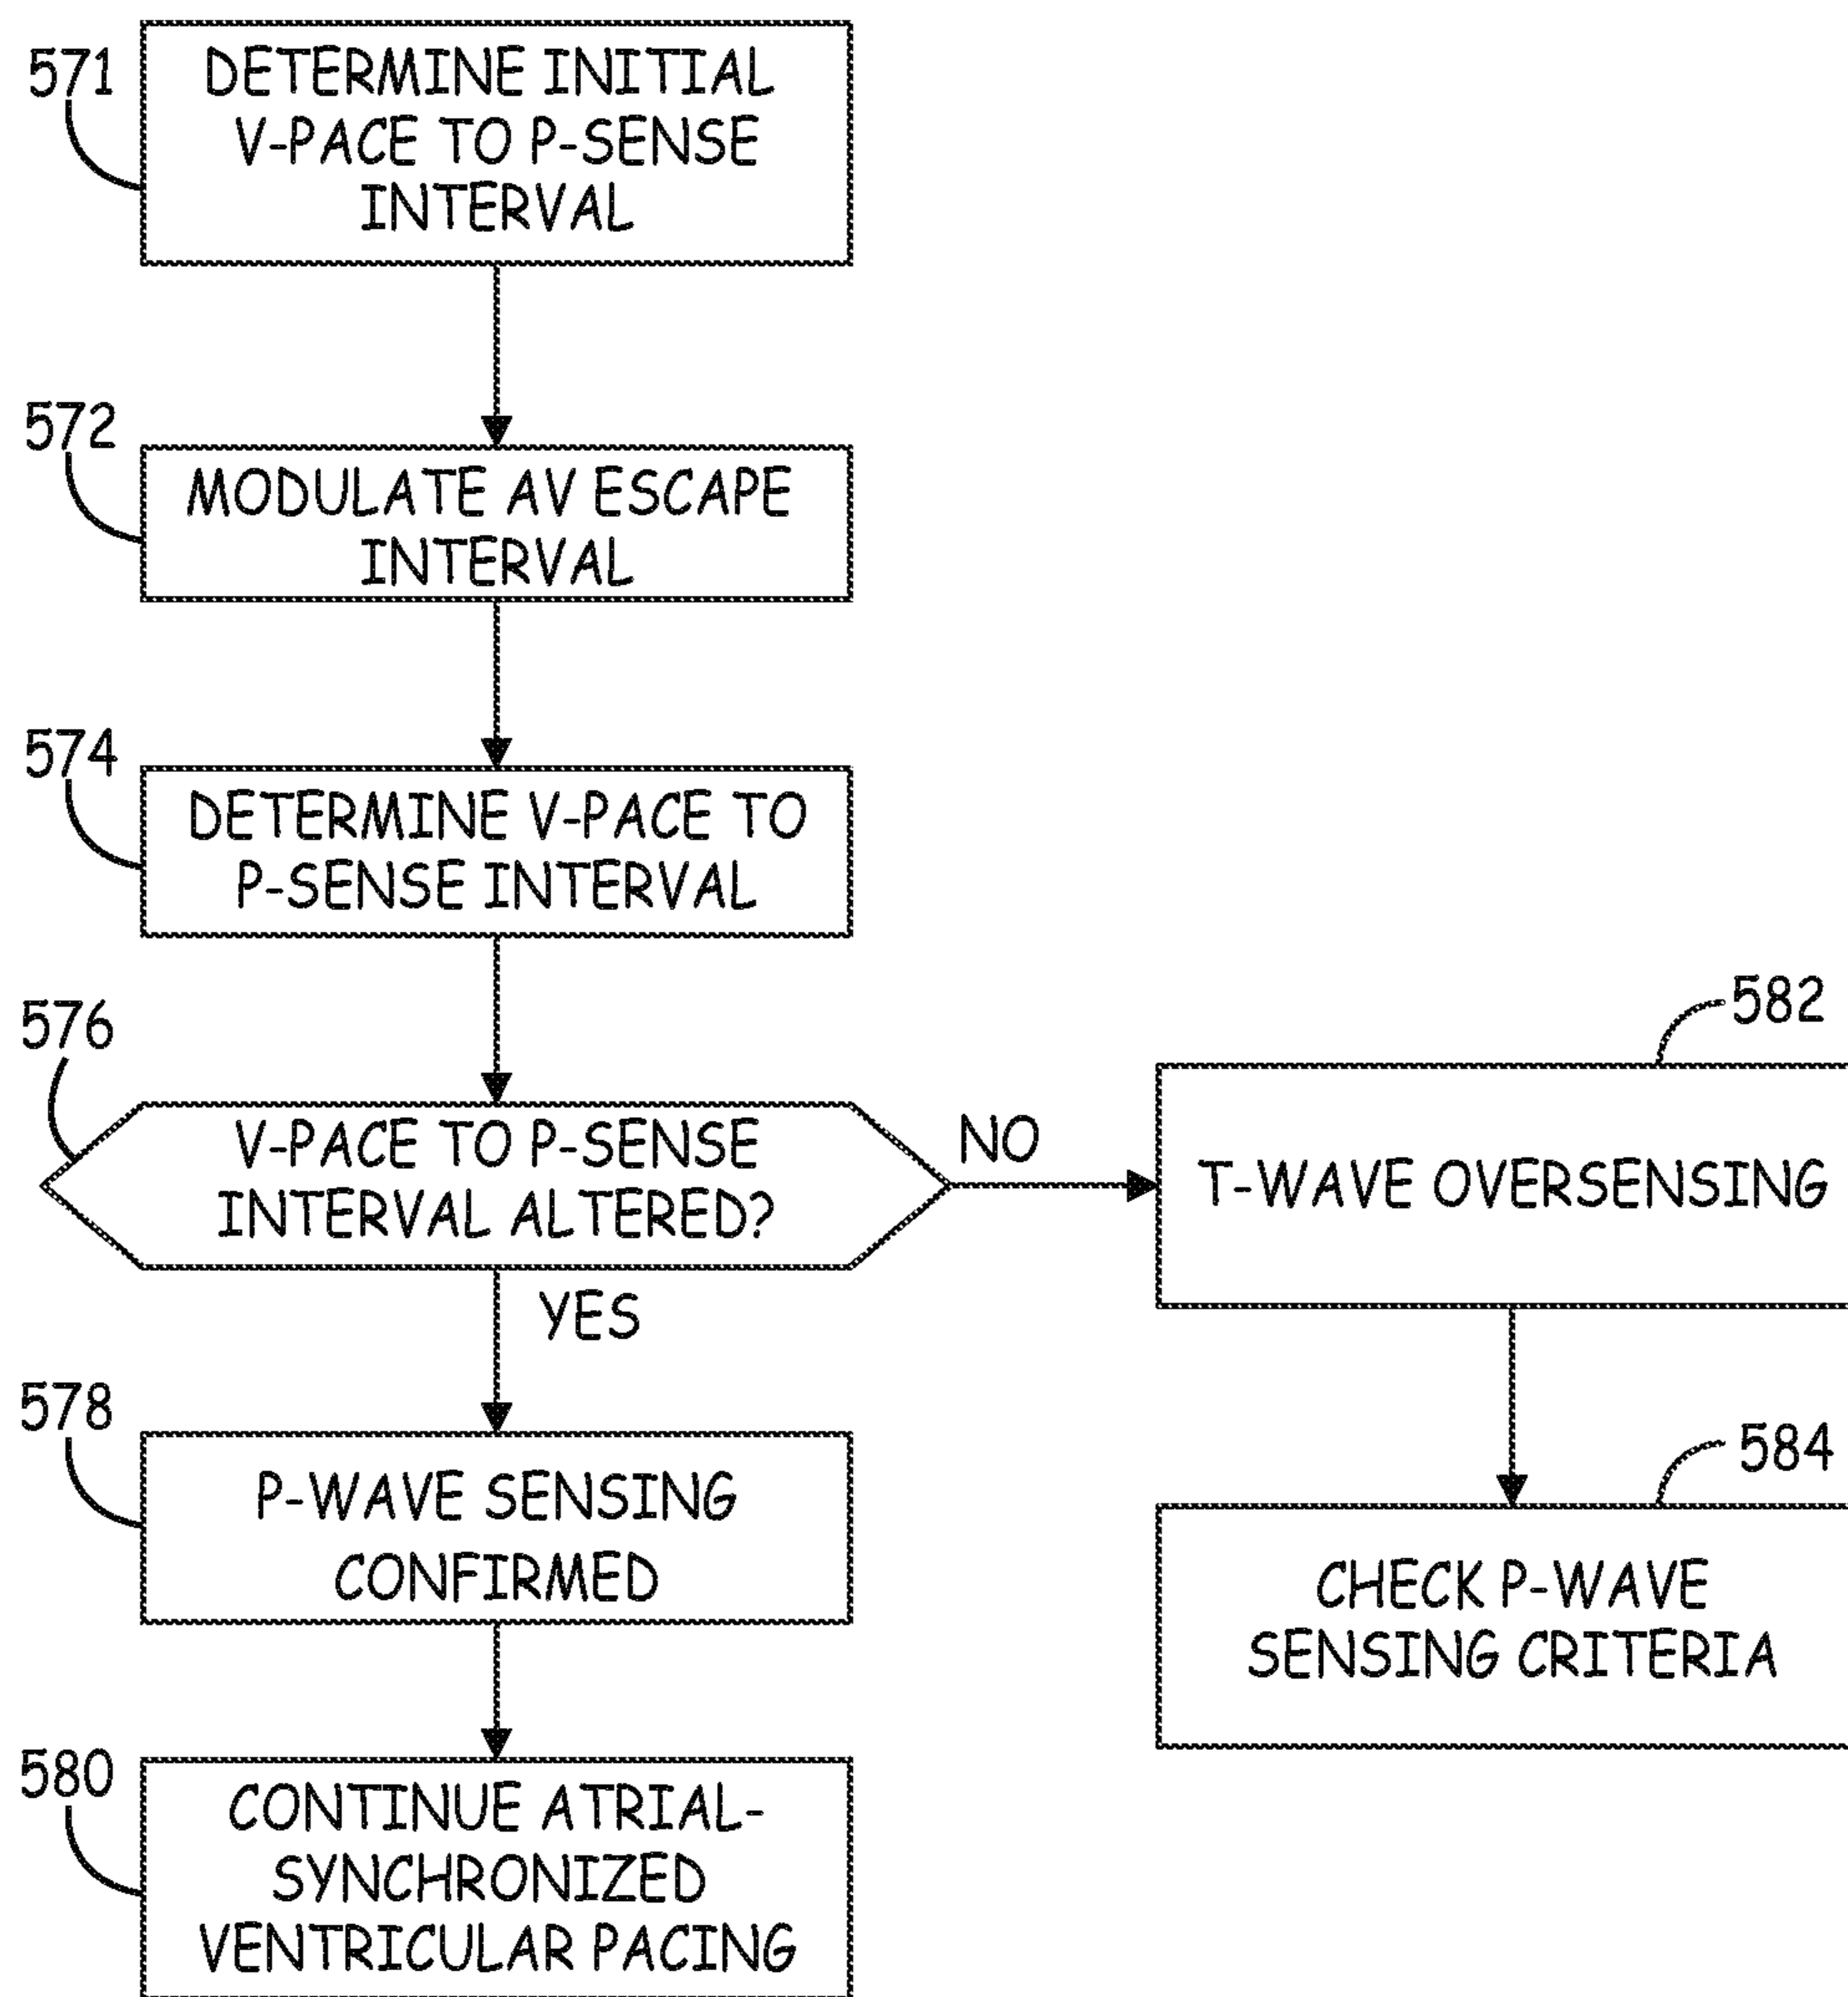 571
DETERMINE INITIAL
V-PACE TO P-SENSE
INTERVAL
572
MODULATE AV ESCAPE
INTERVAL
574
DETERMINE V-PACE TO
P-SENSE INTERVAL
576
V-PACE TO P-SENSE
INTERVAL ALTERED?
NO
582
T-WAVE OVERSENSING
YES
578
P-WAVE SENSING
CONFIRMED
584
CHECK P-WAVE
SENSING CRITERIA
580
CONTINUE ATRIAL-
SYNCHRONIZED
VENTRICULAR PACING